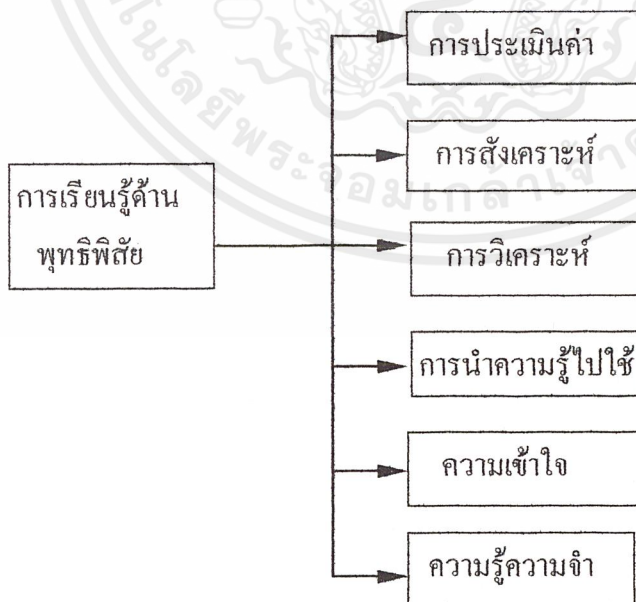 การประเมินค่า
การสังเคราะห์
การเรียนรู้ด้าน
พุทธิพิสัย
การวิเคราะห์
การนำความรู้ไปใช้
ความเข้าใจ
ความรู้ความจำ